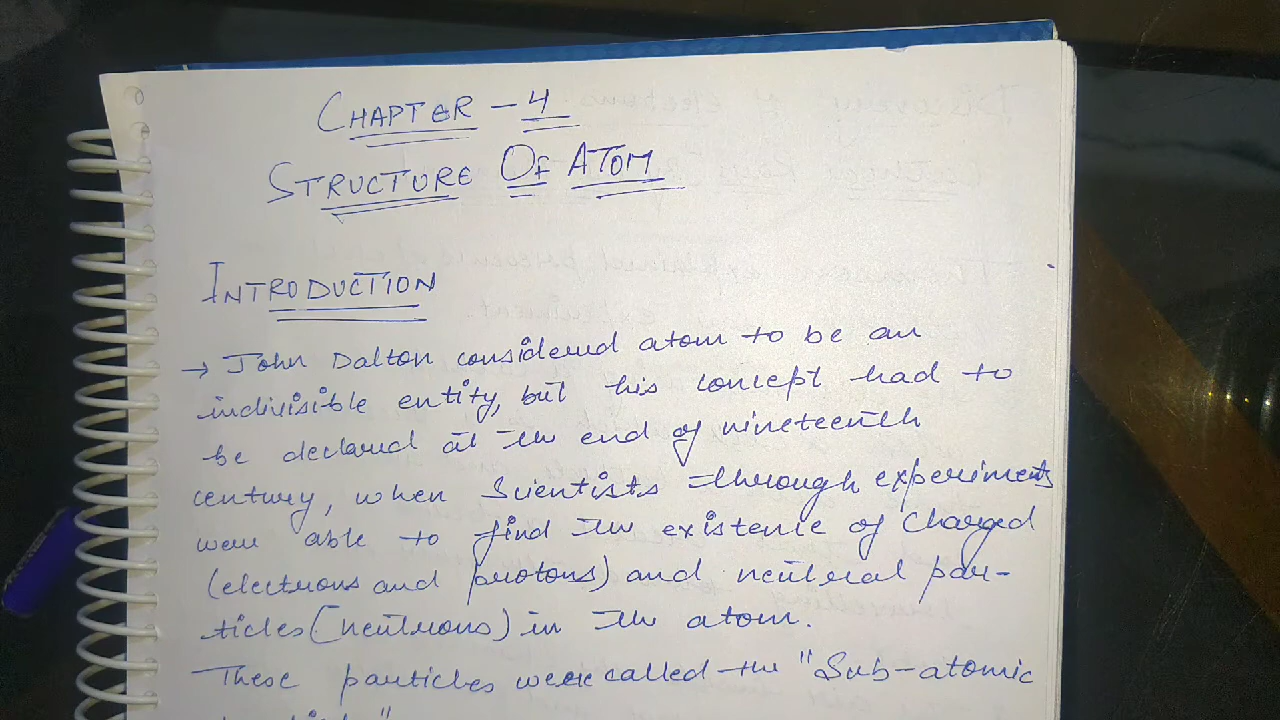 CHAPTER - 4
STRUCTURE OF ATOM
INTRODUCTION
→ John Dalton considered atom to be an
indivisible entity, but his concept had to
be declared at the end of nineteenth
century, when Scientists through experiments
were able to find the existence of Charged
(electrons and protons) and neutral par-
ticles (neutrons) in the atom.
These particles were called the "Sub-atomic